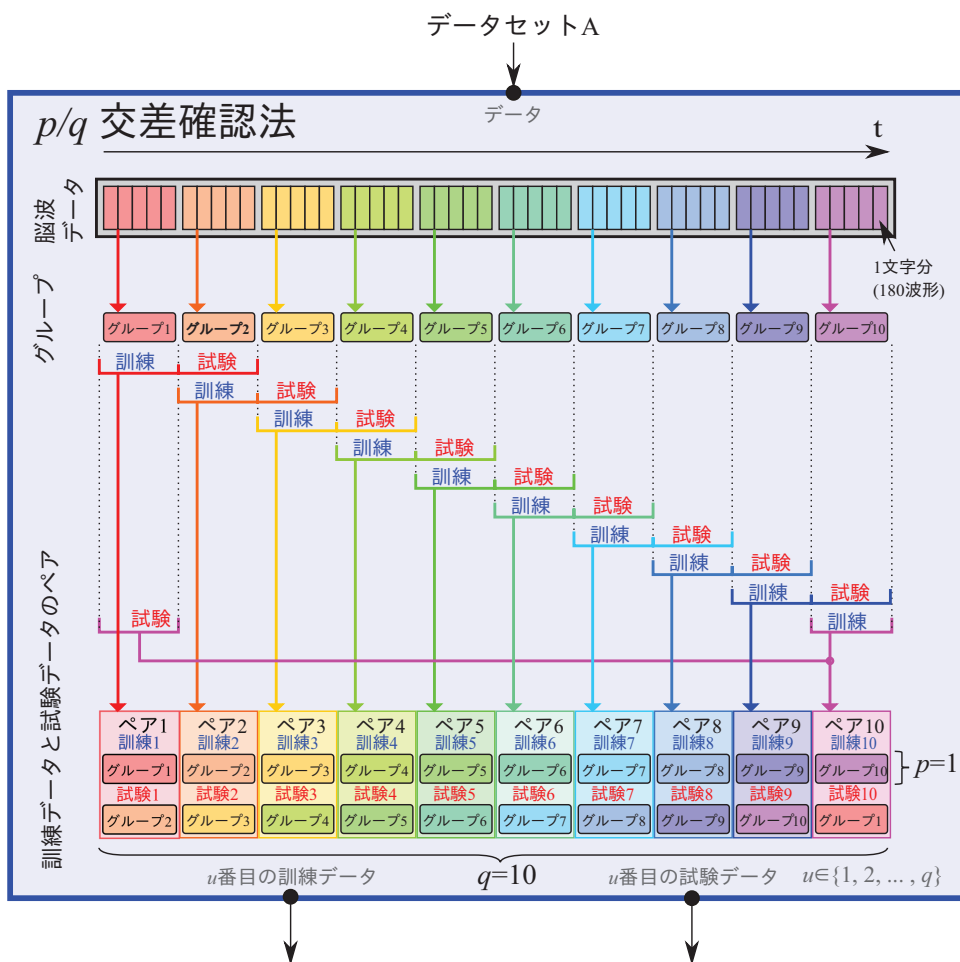 データセットA
データ
p/q 交差確認法
t
脳波
データ
1文字分
(180波形)
グループ
グループ1 グループ2 グループ3 グループ4 グループ5 グループ6 グループ7 グループ8 グループ9 グループ10
訓練 試験
訓練 試験
訓練 試験
訓練 試験
訓練 試験
訓練 試験
訓練 試験
訓練 試験
訓練 試験
試験 訓練
訓練データと試験データのペア
ペア1 ペア2 ペア3 ペア4 ペア5 ペア6 ペア7 ペア8 ペア9 ペア10
訓練1 訓練2 訓練3 訓練4 訓練5 訓練6 訓練7 訓練8 訓練9 訓練10
グループ1 グループ2 グループ3 グループ4 グループ5 グループ6 グループ7 グループ8 グループ9 グループ10
p=1
試験1 試験2 試験3 試験4 試験5 試験6 試験7 試験8 試験9 試験10
グループ2 グループ3 グループ4 グループ5 グループ6 グループ7 グループ8 グループ9 グループ10 グループ1
u番目の訓練データ q=10 u番目の試験データ u∈{1, 2, ... , q}